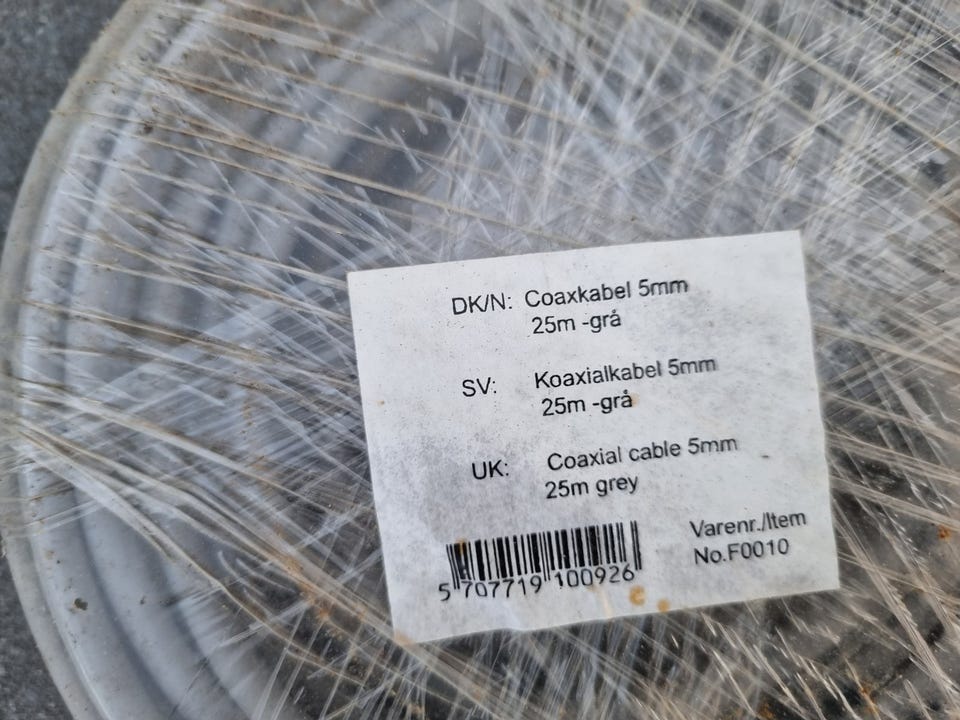 DK/N: Coaxkabel 5mm
25m -grå
SV: Koaxialkabel 5mm
25m -grå
UK: Coaxial cable 5mm
25m grey
Varenr./Item
No.F0010
5 707719 100926